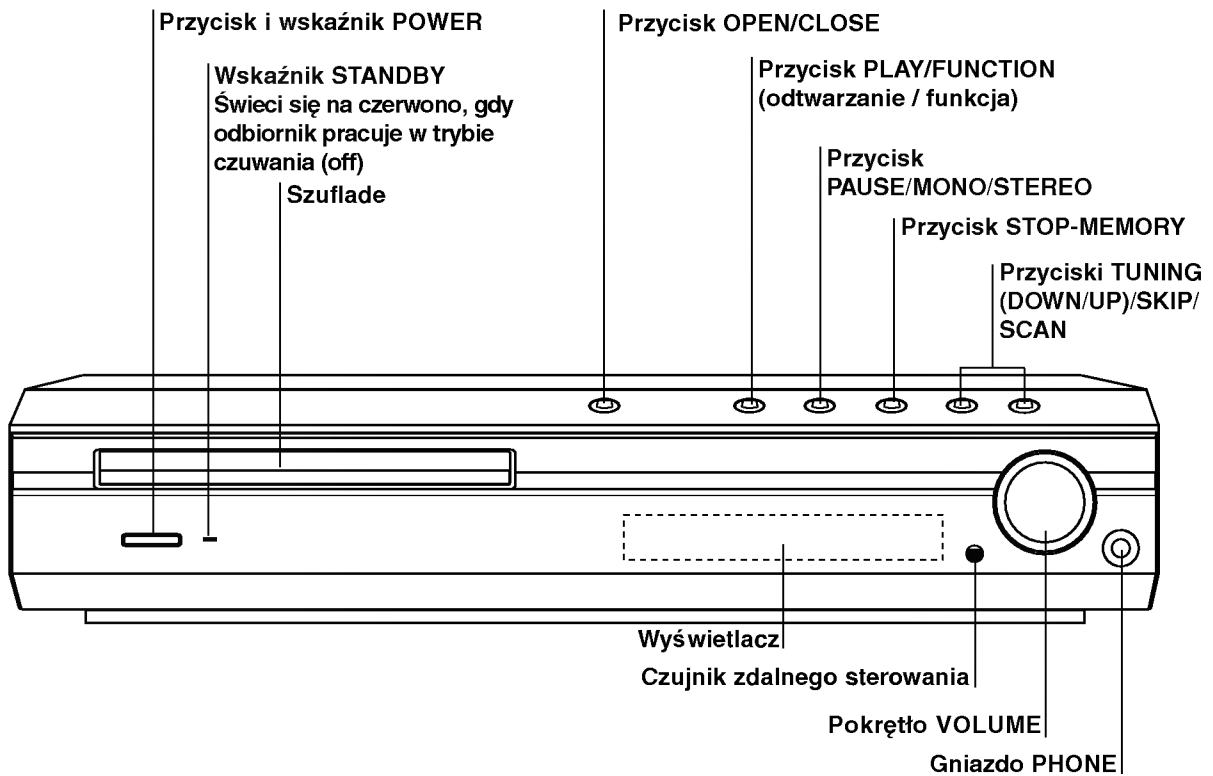 Przycisk i wskaźnik POWER
Przycisk OPEN/CLOSE
Wskaźnik STANDBY
Świeci się na czerwono, gdy
odbiornik pracuje w trybie
czuwania (off)
Szuflade
Przycisk PLAY/FUNCTION
(odtwarzanie / funkcja)
Przycisk
PAUSE/MONO/STEREO
Przycisk STOP-MEMORY
Przyciski TUNING
(DOWN/UP)/SKIP/
SCAN
Wyświetlacz
Czujnik zdalnego sterowania
Pokrętło VOLUME
Gniazdo PHONE